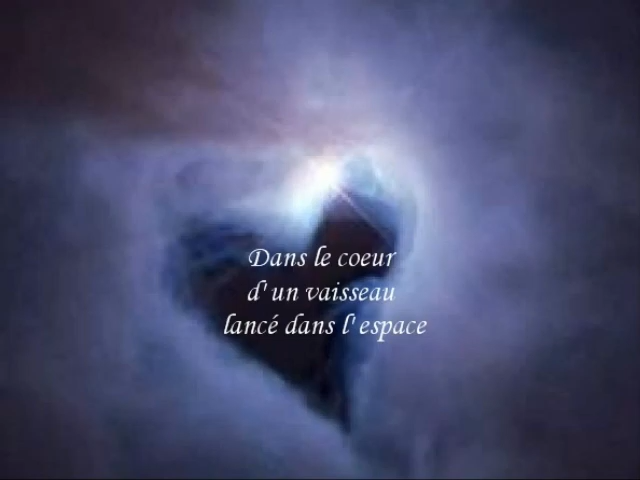 Dans le coeur
d' un vaisseau
lancé dans l' espace